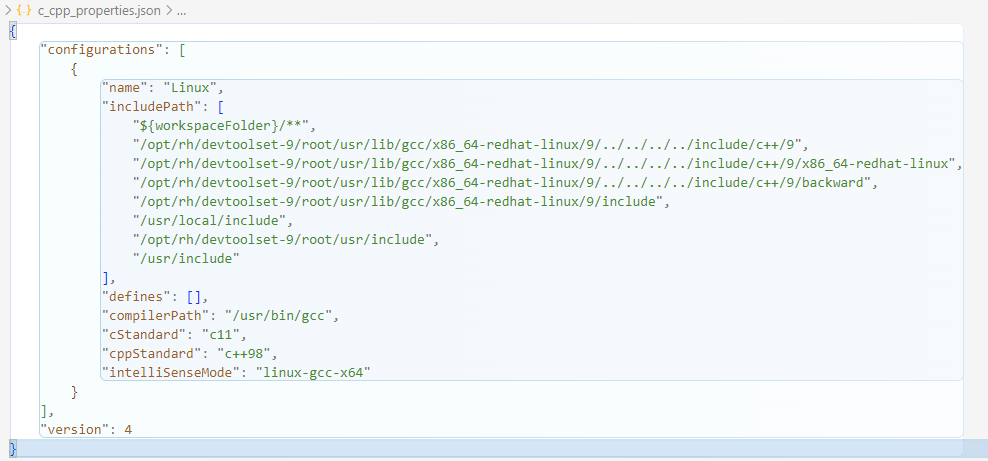 c_cpp_properties.json > ...
{
"configurations": [
{
"name": "Linux",
"includePath": [
"${workspaceFolder}/**",
"/opt/rh/devtoolset-9/root/usr/lib/gcc/x86_64-redhat-linux/9/../../../../include/c++/9",
"/opt/rh/devtoolset-9/root/usr/lib/gcc/x86_64-redhat-linux/9/../../../../include/c++/9/x86_64-redhat-linux",
"/opt/rh/devtoolset-9/root/usr/lib/gcc/x86_64-redhat-linux/9/../../../../include/c++/9/backward",
"/opt/rh/devtoolset-9/root/usr/lib/gcc/x86_64-redhat-linux/9/include",
"/usr/local/include",
"/opt/rh/devtoolset-9/root/usr/include",
"/usr/include"
],
"defines": [],
"compilerPath": "/usr/bin/gcc",
"cStandard": "c11",
"cppStandard": "c++98",
"intelliSenseMode": "linux-gcc-x64"
}
],
"version": 4
}